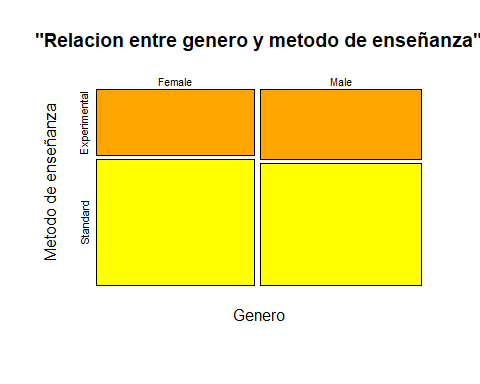 "Relacion entre genero y metodo de enseñanza"
Female
Male
Metodo de enseñanza
Experimental
Standard
Genero